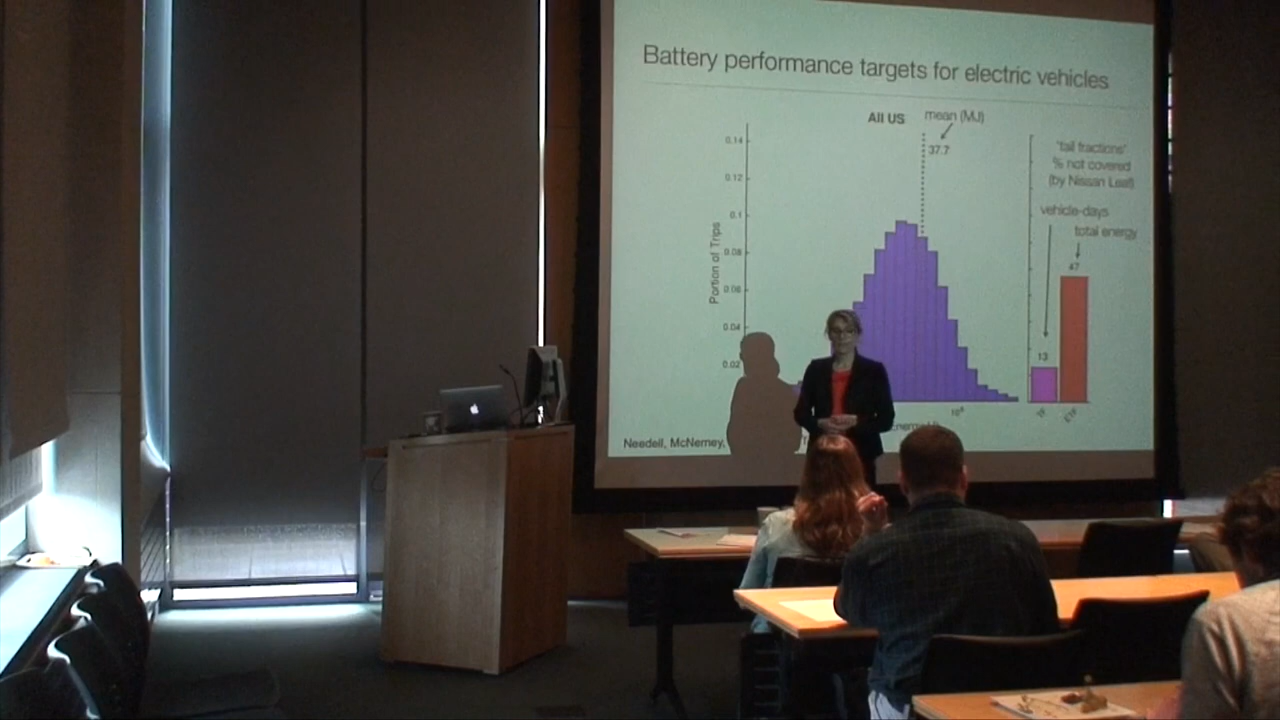 Battery performance targets for electric vehicles
All US
mean (MJ)
37.7
0.14
0.12
0.1
0.08
0.06
0.04
0.02
Portion of Trips
"tail fractions"
% not covered
(by Nissan Leaf)
vehicle-days
total energy
47
13
TF
ETF
Needell, McNerney,